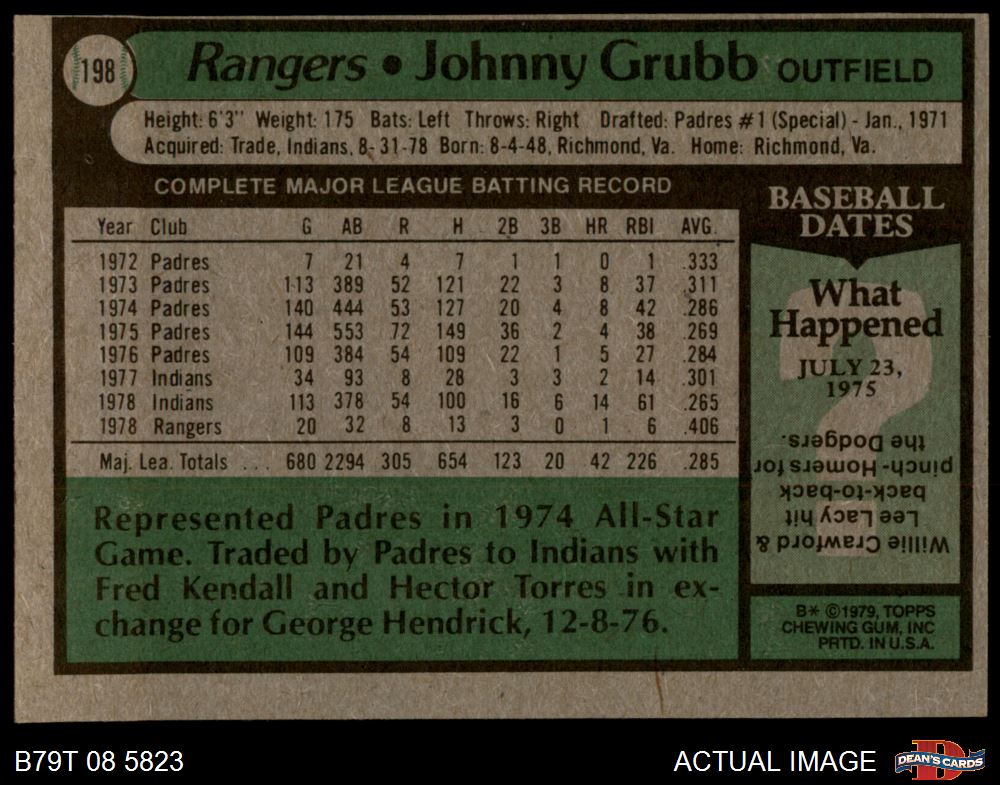 198
Rangers • Johnny Grubb OUTFIELD
Height: 6'3" Weight: 175 Bats: Left Throws: Right Drafted: Padres #1 (Special) - Jan., 1971
Acquired: Trade, Indians, 8-31-78 Born: 8-4-48, Richmond, Va. Home: Richmond, Va.
COMPLETE MAJOR LEAGUE BATTING RECORD
Year Club G AB R H 2B 3B HR RBI AVG.
1972 Padres 7 21 4 7 1 1 0 1 .333
1973 Padres 113 389 52 121 22 3 8 37 .311
1974 Padres 140 444 53 127 20 4 8 42 .286
1975 Padres 144 553 72 149 36 2 4 38 .269
1976 Padres 109 384 54 109 22 1 5 27 .284
1977 Indians 34 93 8 28 3 3 2 14 .301
1978 Indians 113 378 54 100 16 6 14 61 .265
1978 Rangers 20 32 8 13 3 0 1 6 .406
Maj. Lea. Totals ... 680 2294 305 654 123 20 42 226 .285
Represented Padres in 1974 All-Star
Game. Traded by Padres to Indians with
Fred Kendall and Hector Torres in ex-
change for George Hendrick, 12-8-76.
BASEBALL
DATES
What
Happened
JULY 23,
1975
?
Willie Crawford &
Lee Lacy hit
back-to-back
pinch-Homers for
the Dodgers.
B* ©1979, TOPPS
CHEWING GUM, INC
PRTD. IN U.S.A.
B79T 08 5823
ACTUAL IMAGE
D
DEAN'S CARDS